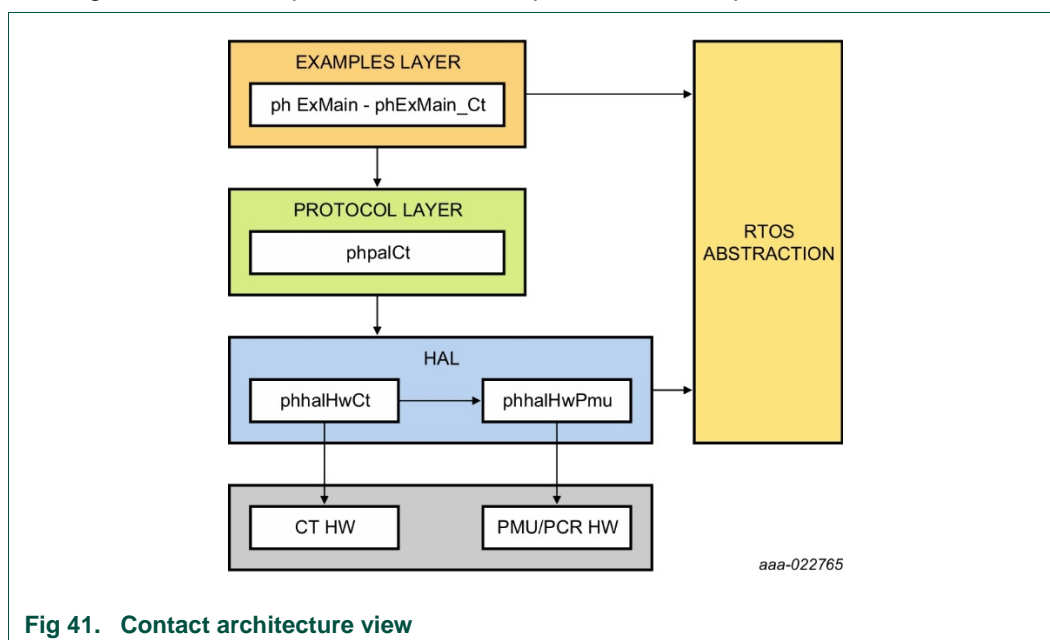 EXAMPLES LAYER
ph ExMain - phExMain_Ct
PROTOCOL LAYER
phpalCt
RTOS
ABSTRACTION
HAL
phhalHwCt
phhalHwPmu
CT HW
PMU/PCR HW
aaa-022765
Fig 41. Contact architecture view